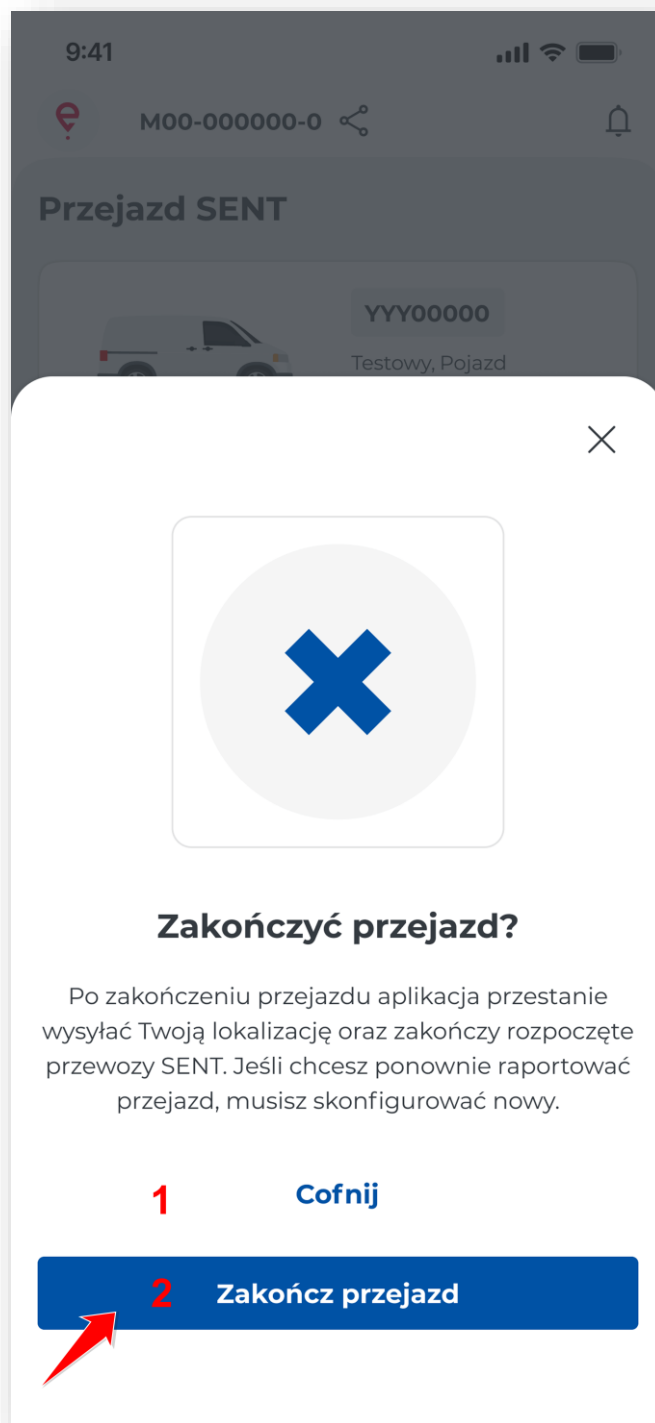 9:41
M00-000000-0
Przejazd SENT
YYY00000
Testowy, Pojazd
Zakończyć przejazd?
Po zakończeniu przejazdu aplikacja przestanie
wysyłać Twoją lokalizację oraz zakończy rozpoczęte
przewozy SENT. Jeśli chcesz ponownie raportować
przejazd, musisz skonfigurować nowy.
1 Cofnij
2 Zakończ przejazd